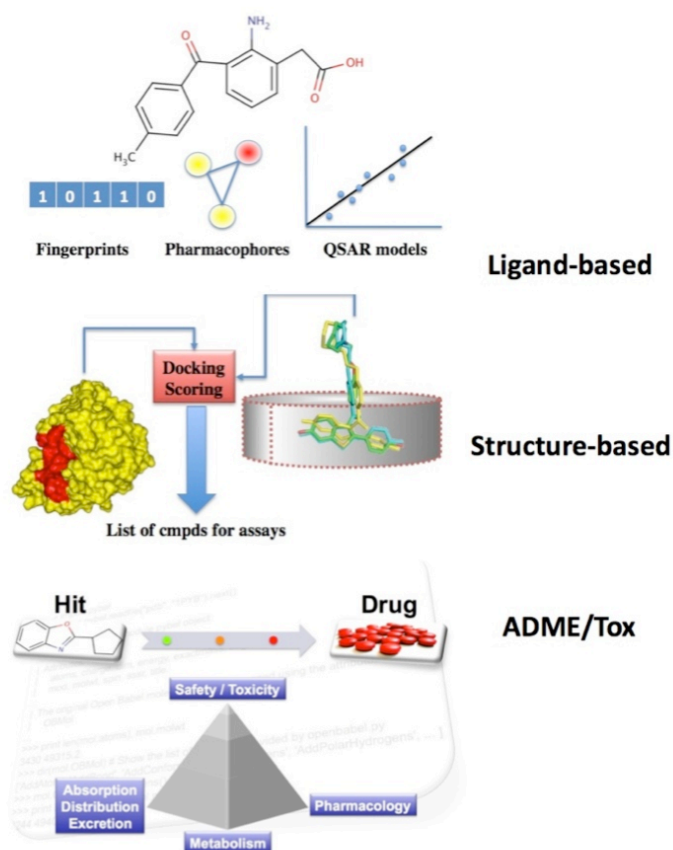 O
NH₂
OH
O
H₃C
1 0 1 1 0
Fingerprints
Pharmacophores
QSAR models
Ligand-based
Docking
Scoring
Structure-based
List of cmpds for assays
Hit
Drug
O
N
ADME/Tox
Safety / Toxicity
Absorption
Distribution
Excretion
Pharmacology
Metabolism